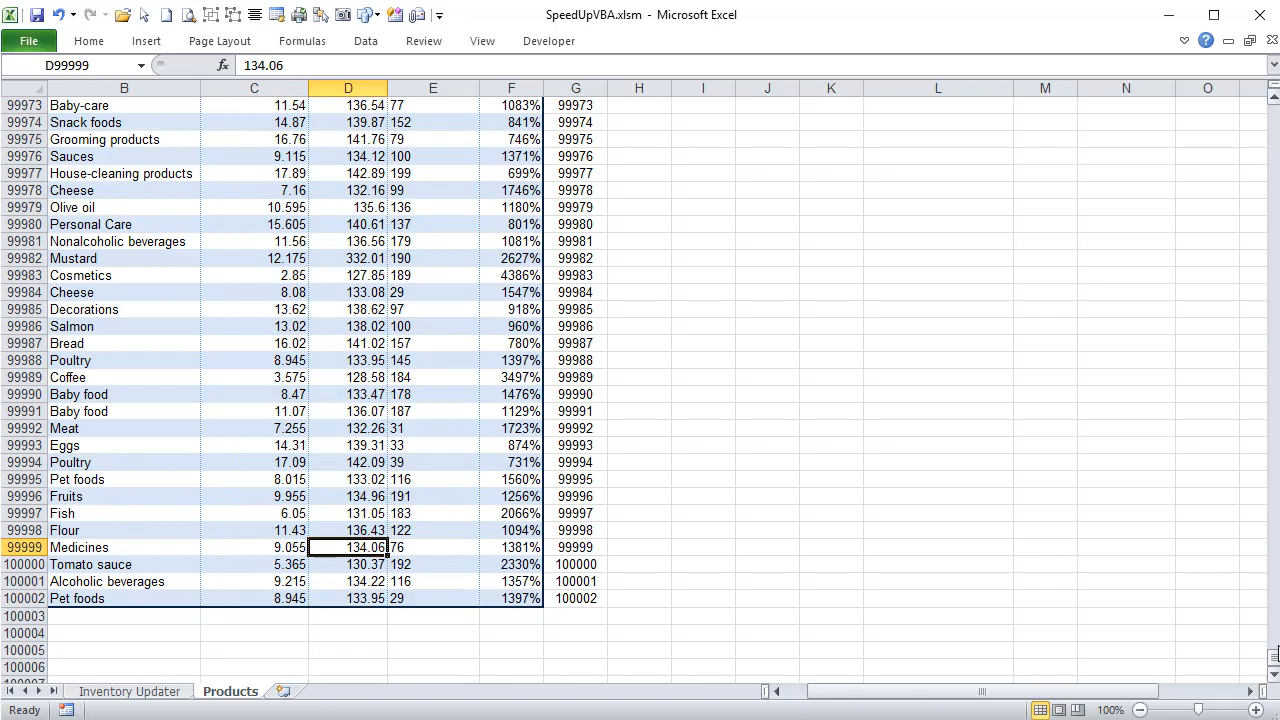 SpeedUpVBA.xlsm - Microsoft Excel
File Home Insert Page Layout Formulas Data Review View Developer
D99999 fx 134.06
B C D E F G H I J K L M N O
99973 Baby-care 11.54 136.54 77 1083% 99973
99974 Snack foods 14.87 139.87 152 841% 99974
99975 Grooming products 16.76 141.76 79 746% 99975
99976 Sauces 9.115 134.12 100 1371% 99976
99977 House-cleaning products 17.89 142.89 199 699% 99977
99978 Cheese 7.16 132.16 99 1746% 99978
99979 Olive oil 10.595 135.6 136 1180% 99979
99980 Personal Care 15.605 140.61 137 801% 99980
99981 Nonalcoholic beverages 11.56 136.56 179 1081% 99981
99982 Mustard 12.175 332.01 190 2627% 99982
99983 Cosmetics 2.85 127.85 189 4386% 99983
99984 Cheese 8.08 133.08 29 1547% 99984
99985 Decorations 13.62 138.62 97 918% 99985
99986 Salmon 13.02 138.02 100 960% 99986
99987 Bread 16.02 141.02 157 780% 99987
99988 Poultry 8.945 133.95 145 1397% 99988
99989 Coffee 3.575 128.58 184 3497% 99989
99990 Baby food 8.47 133.47 178 1476% 99990
99991 Baby food 11.07 136.07 187 1129% 99991
99992 Meat 7.255 132.26 31 1723% 99992
99993 Eggs 14.31 139.31 33 874% 99993
99994 Poultry 17.09 142.09 39 731% 99994
99995 Pet foods 8.015 133.02 116 1560% 99995
99996 Fruits 9.955 134.96 191 1256% 99996
99997 Fish 6.05 131.05 183 2066% 99997
99998 Flour 11.43 136.43 122 1094% 99998
99999 Medicines 9.055 134.06 76 1381% 99999
100000 Tomato sauce 5.365 130.37 192 2330% 100000
100001 Alcoholic beverages 9.215 134.22 116 1357% 100001
100002 Pet foods 8.945 133.95 29 1397% 100002
100003
100004
100005
100006
Inventory Updater Products
Ready 100%